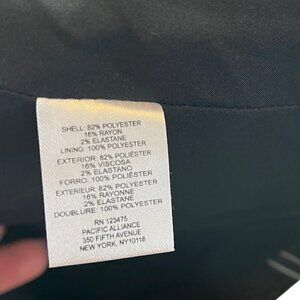 SHELL: 82% POLYESTER
16% RAYON
2% ELASTANE
LINING: 100% POLYESTER
EXTERIOR: 82% POLIÉSTER
16% VISCOSA
2% ELASTANE
FORRO: 100% POLIESTER
EXTERIEUR: 82% POLYESTER
16% RAYONNE
2% ELASTANE
DOUBLURE: 100% POLYESTER
RN 123475
PACIFIC ALLIANCE
350 FIFTH AVENUE
NEW YORK, NY10118